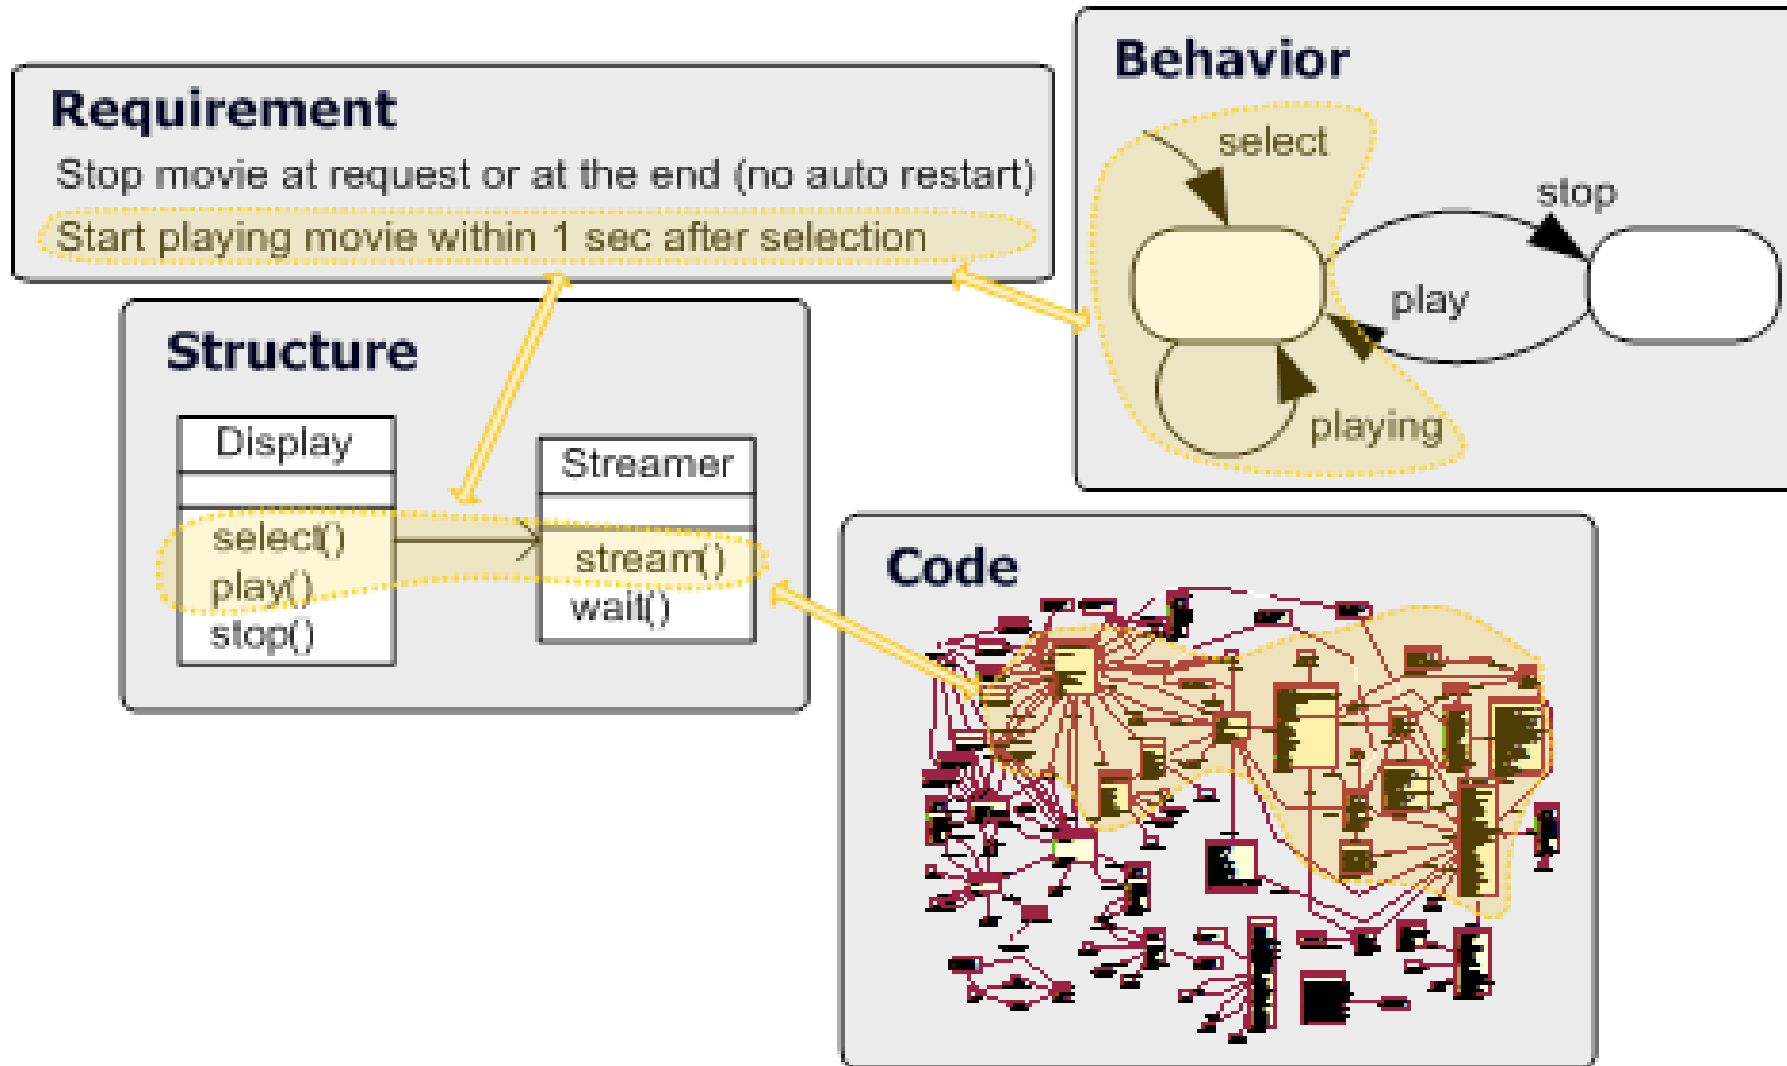 Requirement
Stop movie at request or at the end (no auto restart)
Start playing movie within 1 sec after selection
Behavior
select
stop
play
playing
Structure
Display
select()
play()
stop()
Streamer
stream()
wait()
Code